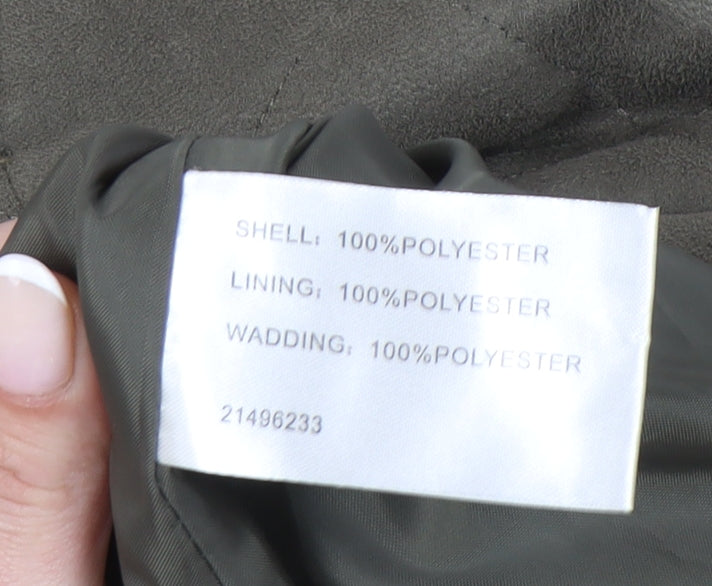 SHELL: 100%POLYESTER
LINING: 100%POLYESTER
WADDING: 100%POLYESTER
21496233